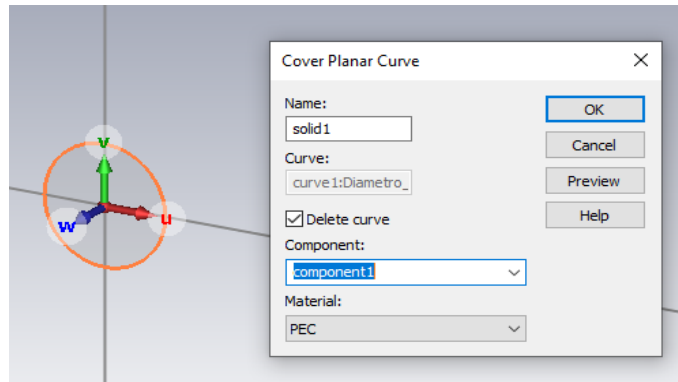 v
u
w
Cover Planar Curve
Name:
solid1
Curve:
curve1:Diametro_
Delete curve
Component:
component1
Material:
PEC
OK
Cancel
Preview
Help